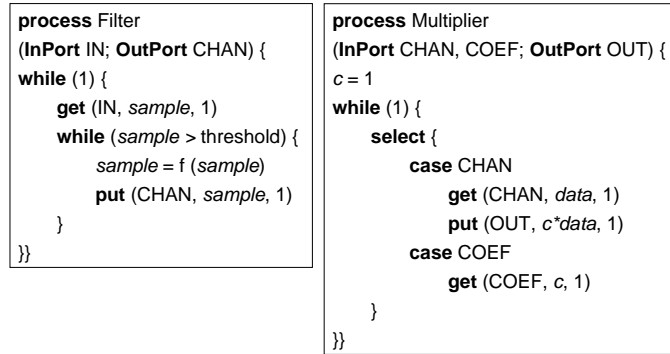 process Filter
(InPort IN; OutPort CHAN) {
while (1) {
get (IN, sample, 1)
while (sample > threshold) {
sample = f (sample)
put (CHAN, sample, 1)
}
}}
process Multiplier
(InPort CHAN, COEF; OutPort OUT) {
c = 1
while (1) {
select {
case CHAN
get (CHAN, data, 1)
put (OUT, c*data, 1)
case COEF
get (COEF, c, 1)
}
}}